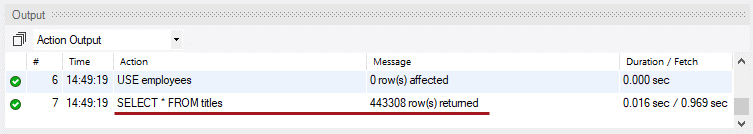 Output
Action Output
# Time Action Message Duration / Fetch
6 14:49:19 USE employees 0 row(s) affected 0.000 sec
7 14:49:19 SELECT * FROM titles 443308 row(s) returned 0.016 sec / 0.969 sec